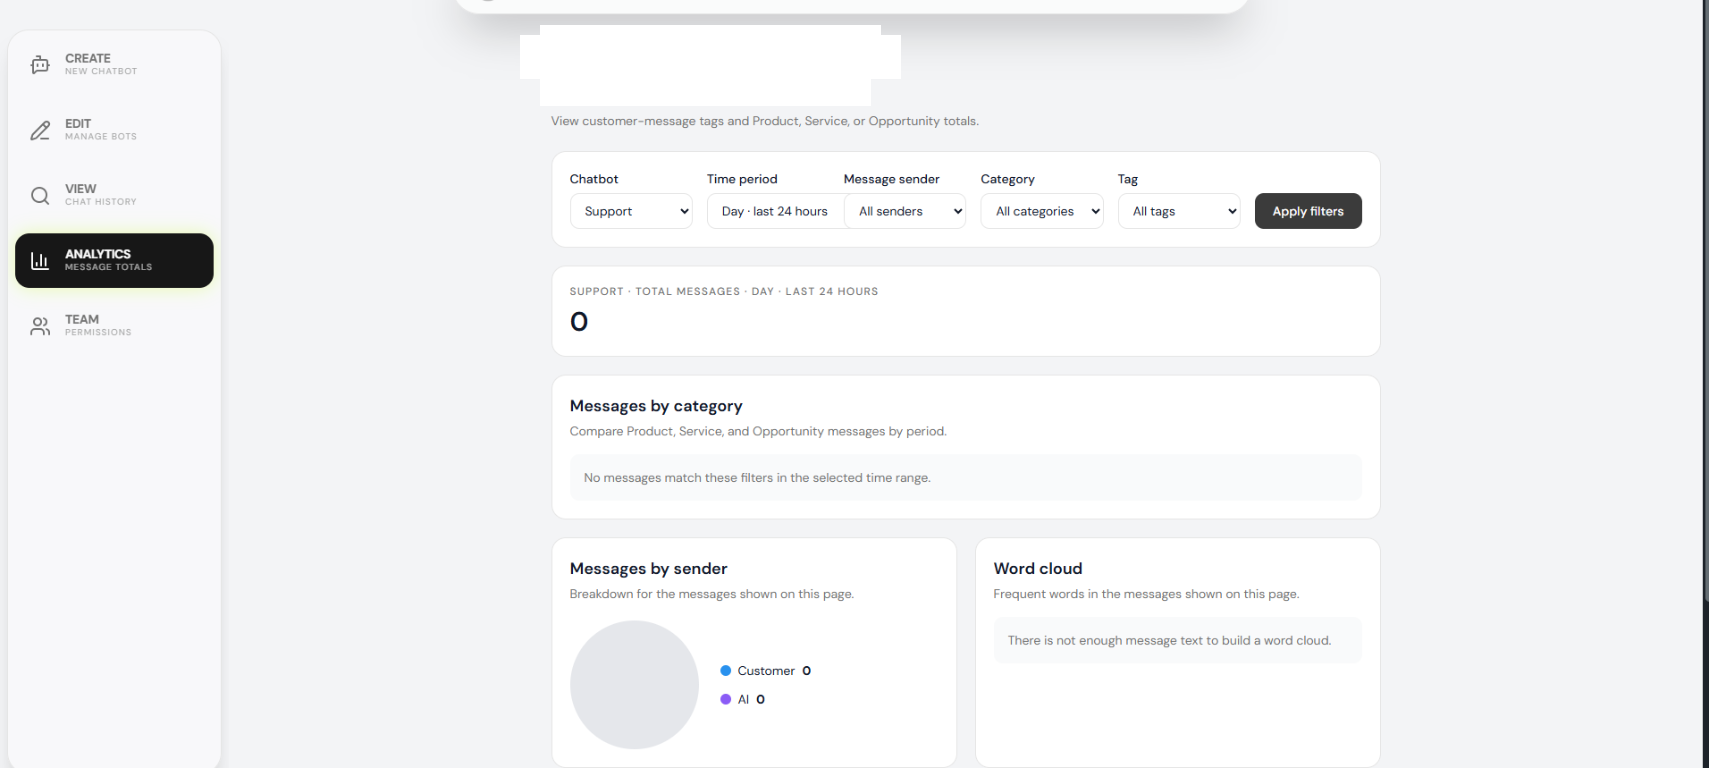 CREATE
NEW CHATBOT
EDIT
MANAGE BOTS
VIEW
CHAT HISTORY
ANALYTICS
MESSAGE TOTALS
TEAM
PERMISSIONS
View customer-message tags and Product, Service, or Opportunity totals.
Chatbot Time period Message sender Category Tag
Support Day · last 24 hours All senders All categories All tags Apply filters
SUPPORT · TOTAL MESSAGES · DAY · LAST 24 HOURS
0
Messages by category
Compare Product, Service, and Opportunity messages by period.
No messages match these filters in the selected time range.
Messages by sender
Breakdown for the messages shown on this page.
Customer 0
AI 0
Word cloud
Frequent words in the messages shown on this page.
There is not enough message text to build a word cloud.